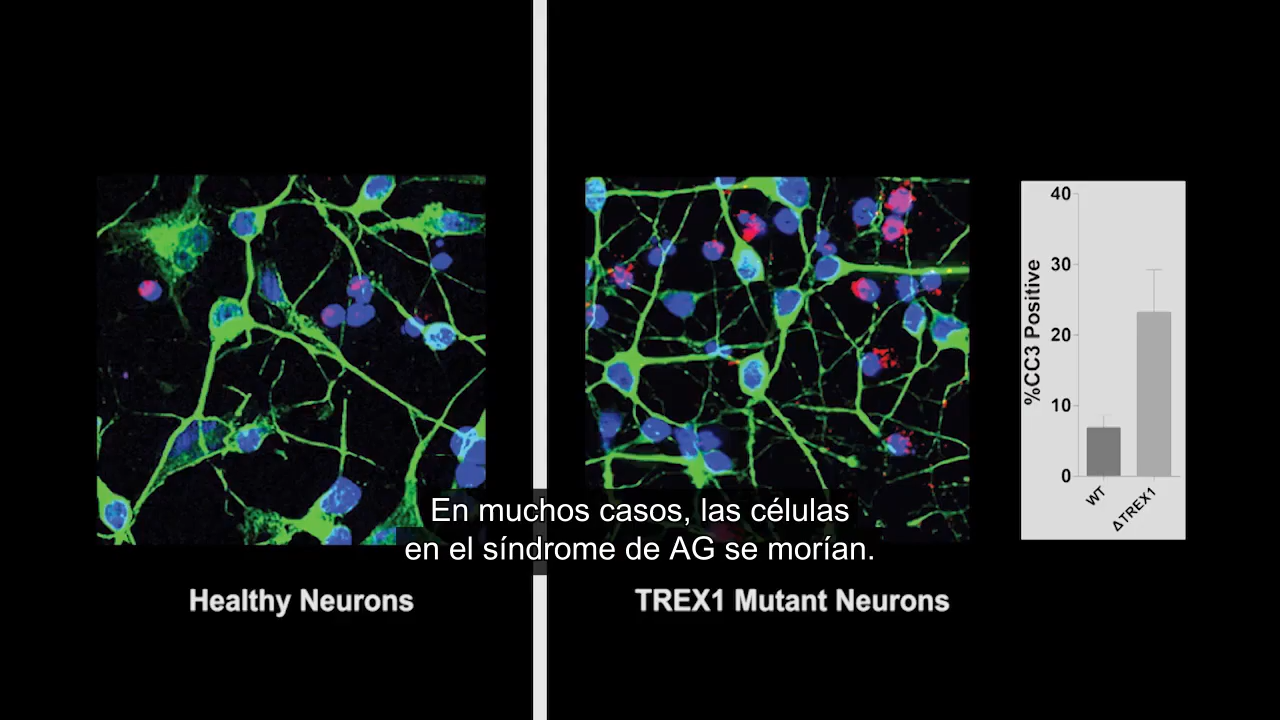 40
30
20
10
0
%CC3 Positive
WT
ΔTREX1
En muchos casos, las células
en el síndrome de AG se morían.
Healthy Neurons
TREX1 Mutant Neurons